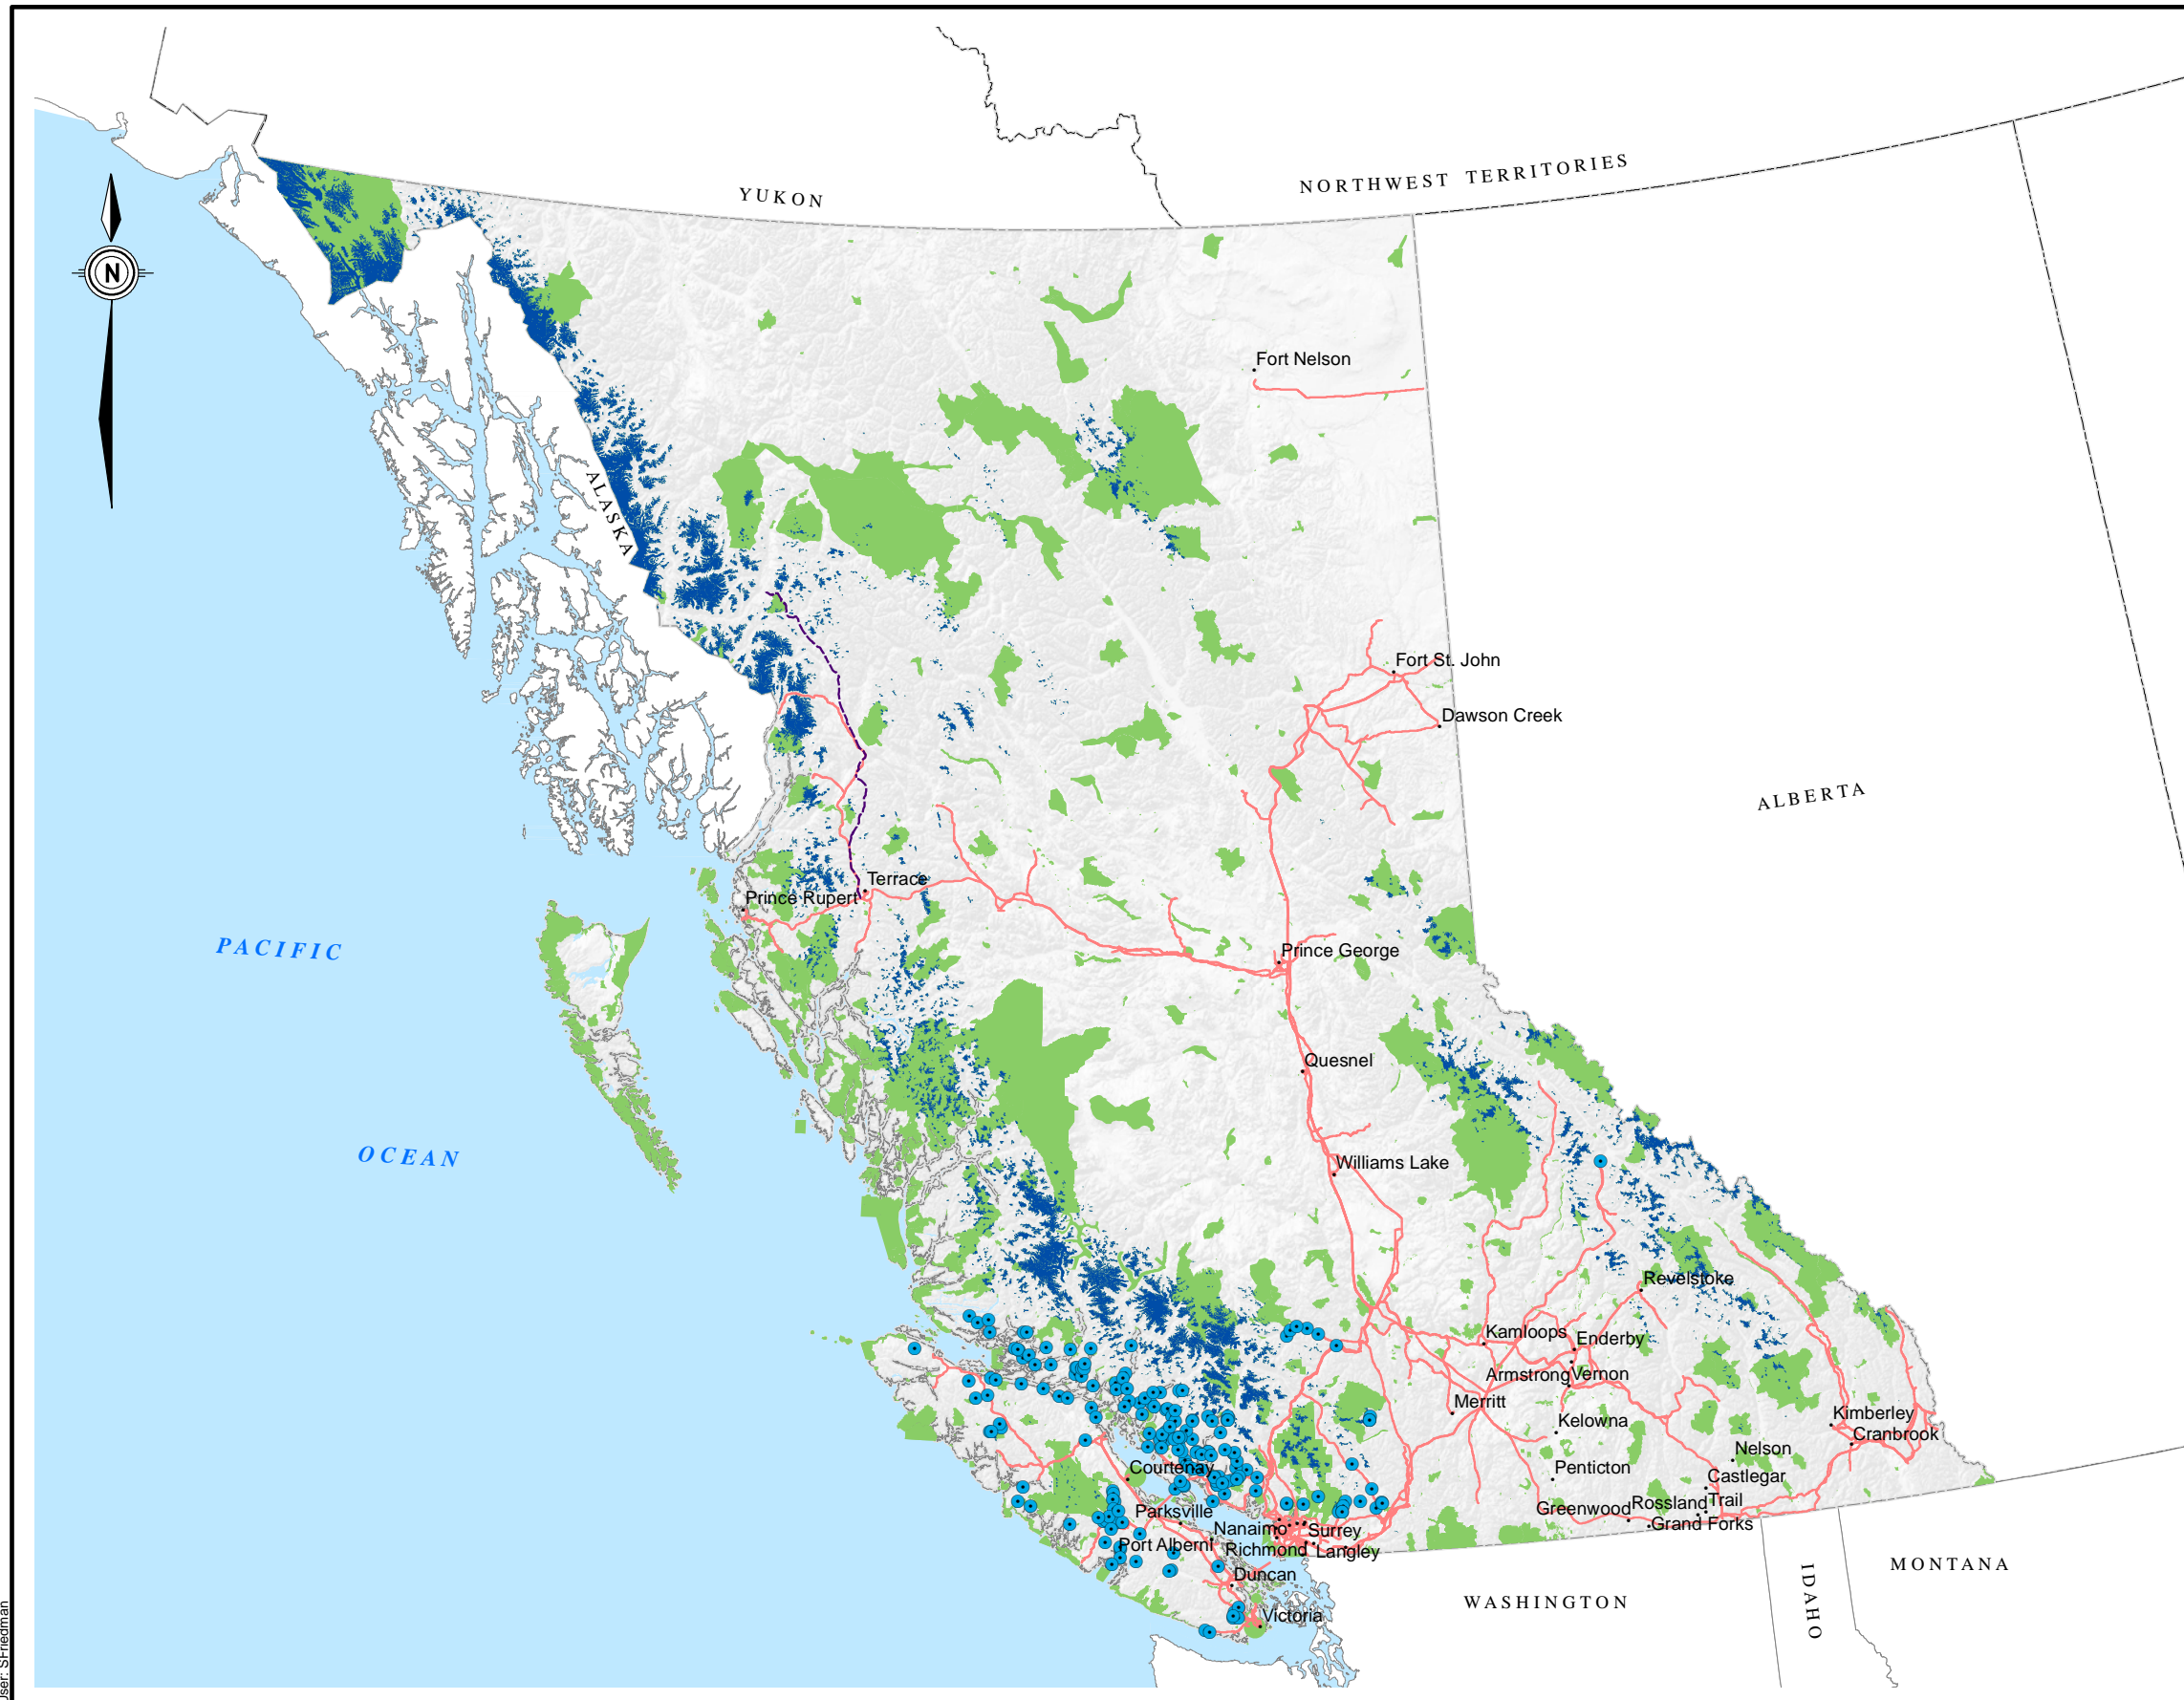 YUKON
NORTHWEST TERRITORIES
N
Fort Nelson
ALASKA
Fort St. John
Dawson Creek
ALBERTA
Terrace
Prince Rupert
PACIFIC
Prince George
Quesnel
OCEAN
Williams Lake
Revelstoke
Kamloops
Enderby
Armstrong
Vernon
Merritt
Kelowna
Kimberley
Cranbrook
Nelson
Courtenay
Penticton
Castlegar
Greenwood
Rossland
Trail
Parksville
Nanaimo
Surrey
Grand Forks
Port Alberni
Richmond
Langley
Duncan
MONTANA
IDAHO
WASHINGTON
Victoria
User: SFriedman